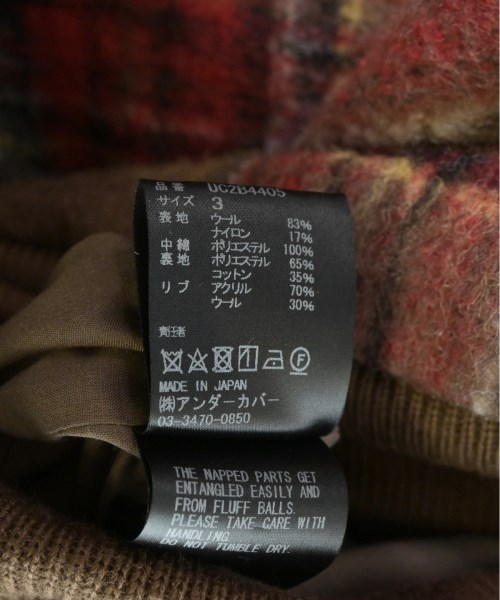 品番 UC2B4405
サイズ 3
表地 ウール 83%
ナイロン 17%
中綿 ポリエステル 100%
裏地 ポリエステル 65%
コットン 35%
リブ アクリル 70%
ウール 30%
責任者
MADE IN JAPAN
㈱アンダーカバー
03-3470-0850
THE NAPPED PARTS GET
ENTANGLED EASILY AND
FROM FLUFF BALLS.
PLEASE TAKE CARE WITH
HANDLING
DO NOT TUMBLE DRY.